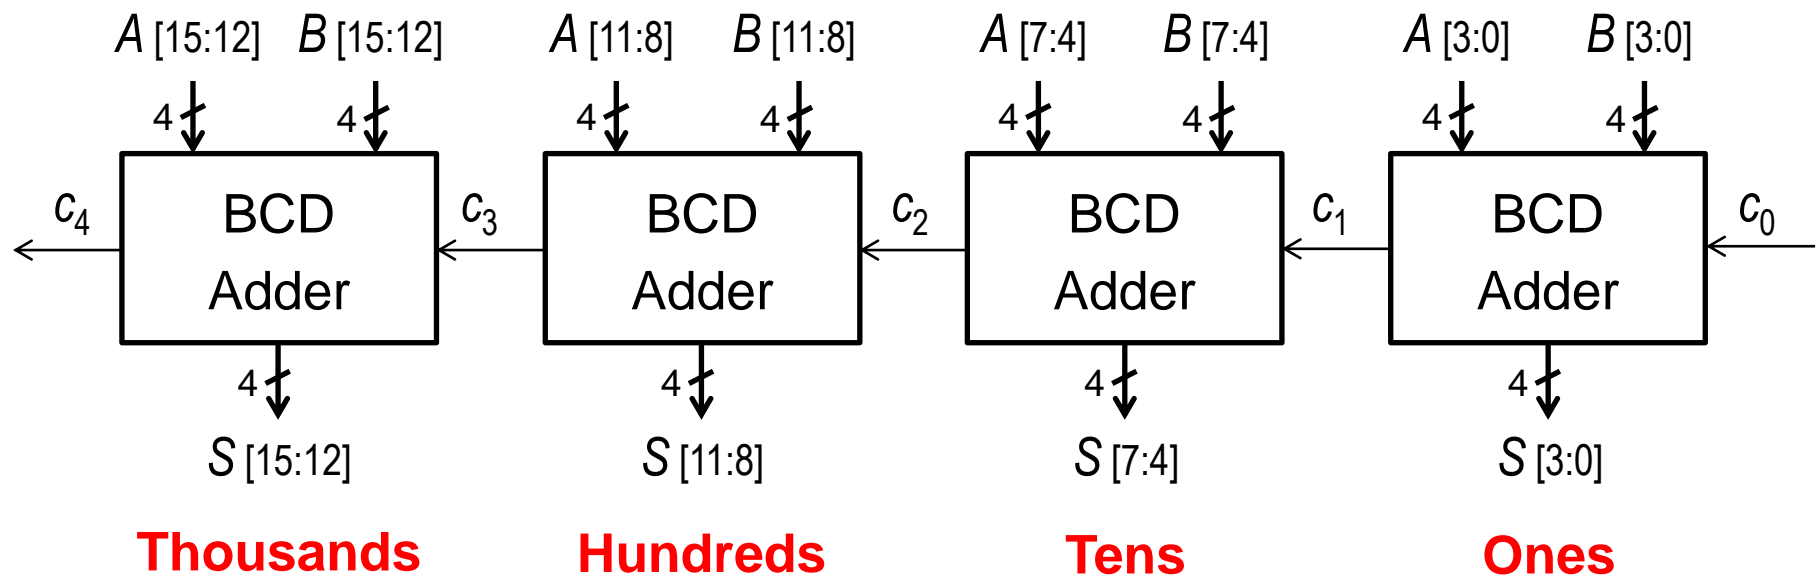 A [15:12] B [15:12] A [11:8] B [11:8] A [7:4] B [7:4] A [3:0] B [3:0]
4 4 4 4 4 4 4 4
c4 BCD c3 BCD c2 BCD c1 BCD c0
Adder Adder Adder Adder
4 4 4 4
S [15:12] S [11:8] S [7:4] S [3:0]
Thousands Hundreds Tens Ones